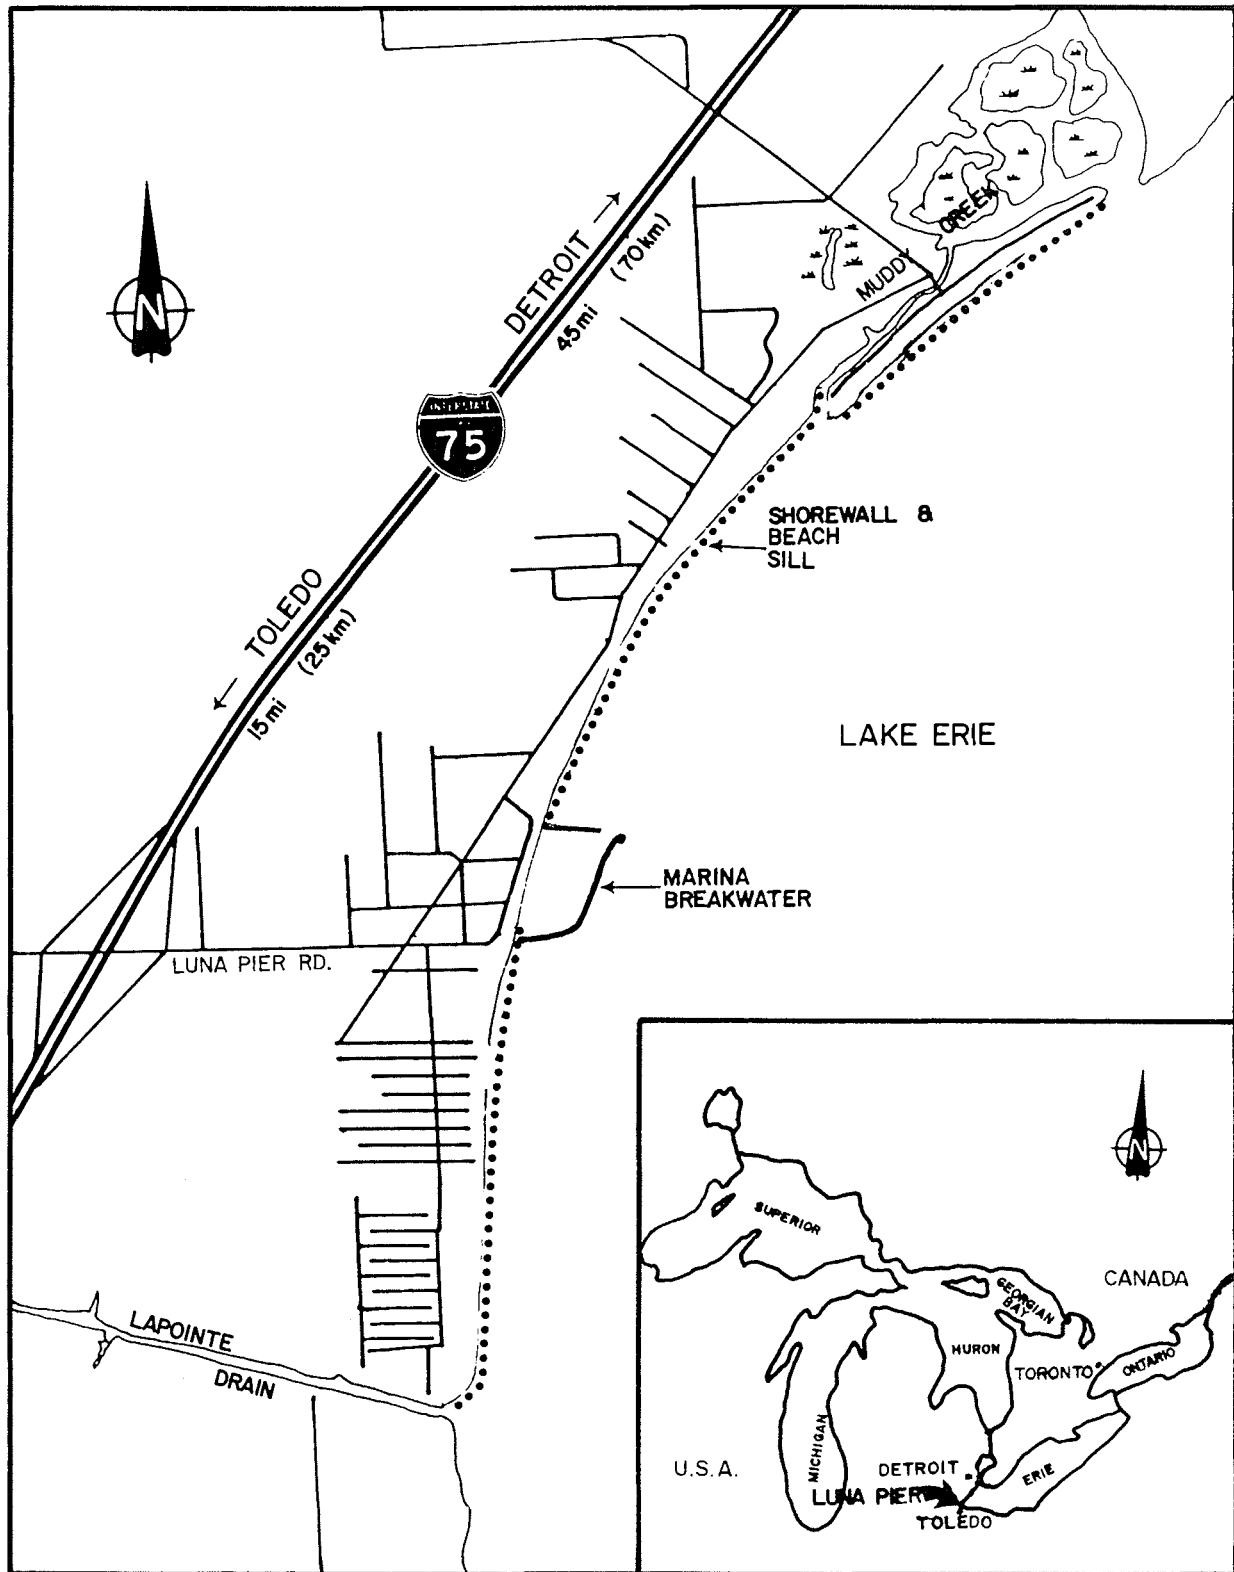 DETROIT
45 mi (70 km)
N
INTERSTATE
75
TOLEDO
15 mi (25 km)
MUDDY CREEK
SHOREWALL &
BEACH
SILL
LAKE ERIE
MARINA
BREAKWATER
LUNA PIER RD.
LAPOINTE
DRAIN
N
SUPERIOR
GEORGIAN
BAY
CANADA
HURON
TORONTO
ONTARIO
MICHIGAN
U.S.A.
DETROIT
ERIE
LUNA PIER
TOLEDO